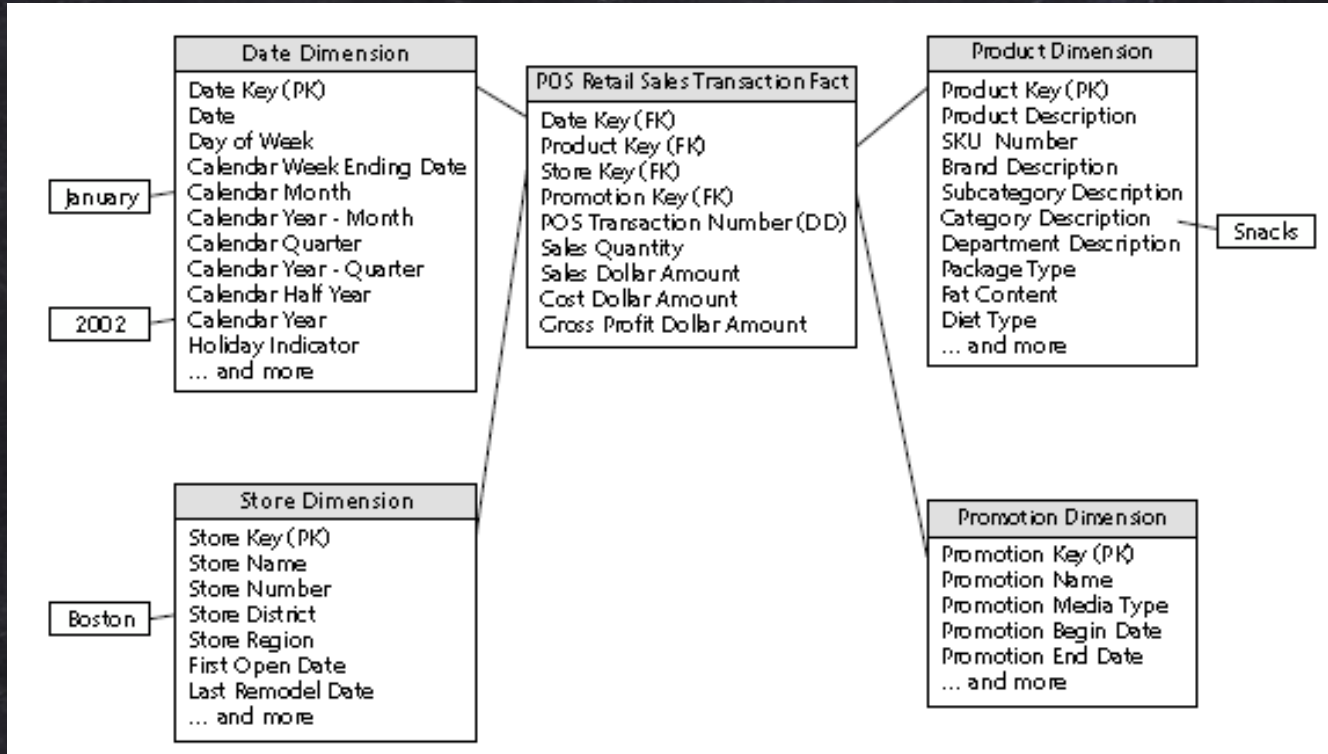 Date Dimension
Date Key (PK)
Date
Day of Week
Calendar Week Ending Date
Calendar Month
Calendar Year - Month
Calendar Quarter
Calendar Year - Quarter
Calendar Half Year
Calendar Year
Holiday Indicator
... and more
January
2002
POS Retail Sales Transaction Fact
Date Key (FK)
Product Key (FK)
Store Key (FK)
Promotion Key (FK)
POS Transaction Number (DD)
Sales Quantity
Sales Dollar Amount
Cost Dollar Amount
Gross Profit Dollar Amount
Product Dimension
Product Key (PK)
Product Description
SKU Number
Brand Description
Subcategory Description
Category Description
Department Description
Package Type
Fat Content
Diet Type
... and more
Snacks
Store Dimension
Store Key (PK)
Store Name
Store Number
Store District
Store Region
First Open Date
Last Remodel Date
... and more
Boston
Promotion Dimension
Promotion Key (PK)
Promotion Name
Promotion Media Type
Promotion Begin Date
Promotion End Date
... and more